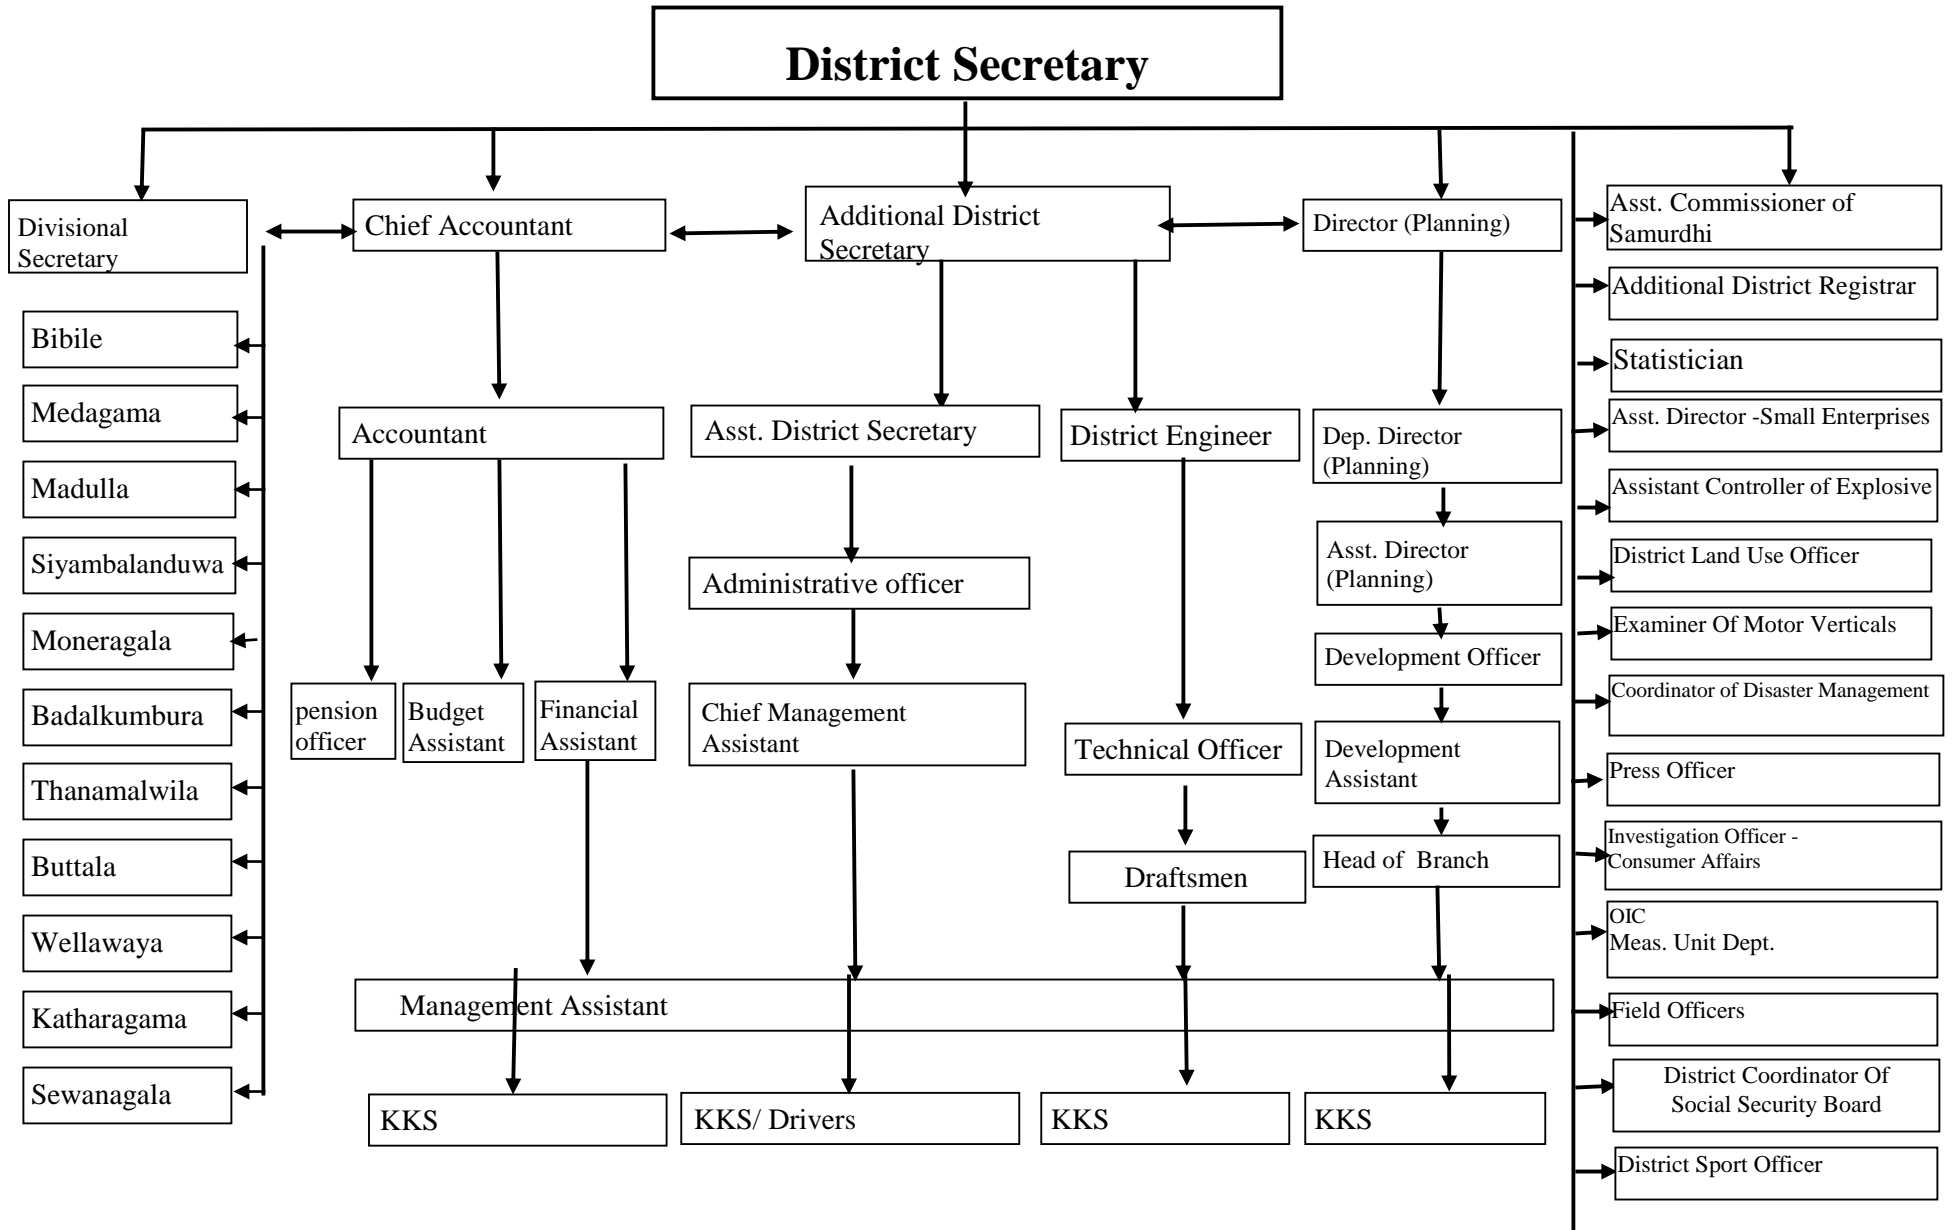 District Secretary
Divisional
Secretary
Chief Accountant
Additional District
Secretary
Director (Planning)
Asst. Commissioner of
Samurdhi
Additional District Registrar
Statistician
Asst. Director -Small Enterprises
Assistant Controller of Explosive
District Land Use Officer
Examiner Of Motor Verticals
Coordinator of Disaster Management
Press Officer
Investigation Officer -
Consumer Affairs
OIC
Meas. Unit Dept.
Field Officers
District Coordinator Of
Social Security Board
District Sport Officer
Bibile
Medagama
Madulla
Siyambalanduwa
Moneragala
Badalkumbura
Thanamalwila
Buttala
Wellawaya
Katharagama
Sewanagala
Accountant
pension
officer
Budget
Assistant
Financial
Assistant
Asst. District Secretary
Administrative officer
Chief Management
Assistant
District Engineer
Technical Officer
Draftsmen
Dep. Director
(Planning)
Asst. Director
(Planning)
Development Officer
Development
Assistant
Head of Branch
Management Assistant
KKS
KKS/ Drivers
KKS
KKS